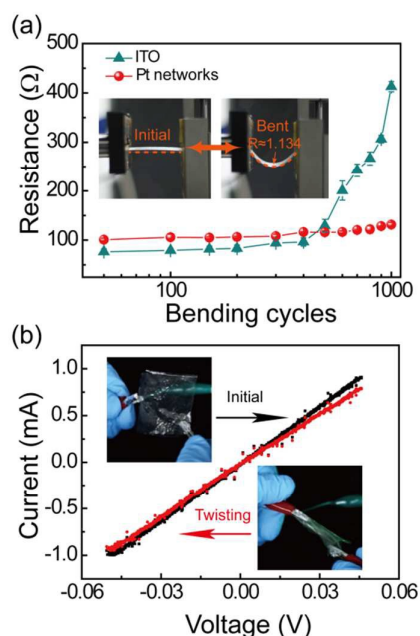 (a)
500
400
300
200
100
Resistance (Ω)
ITO
Pt networks
Initial
Bent
R≈1.134
100
1000
Bending cycles
(b)
1.0
0.5
0.0
-0.5
-1.0
Current (mA)
Initial
Twisting
-0.06
-0.03
0.00
0.03
0.06
Voltage (V)